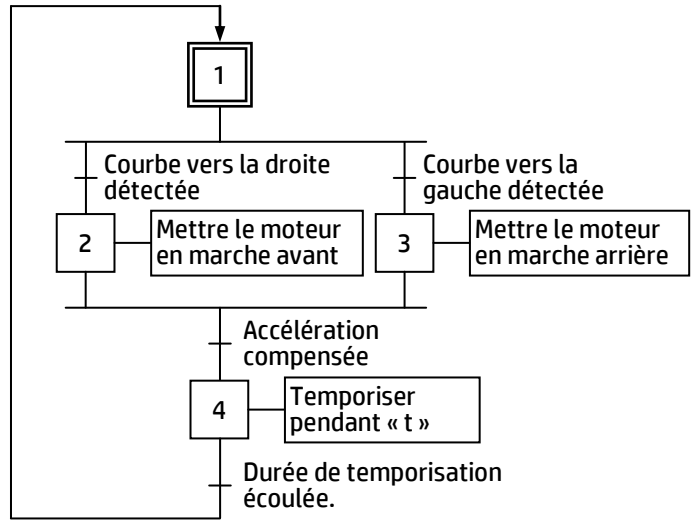 1
Courbe vers la droite
détectée
Courbe vers la
gauche détectée
2
Mettre le moteur
en marche avant
3
Mettre le moteur
en marche arrière
Accélération
compensée
4
Temporiser
pendant « t »
Durée de temporisation
écoulée.